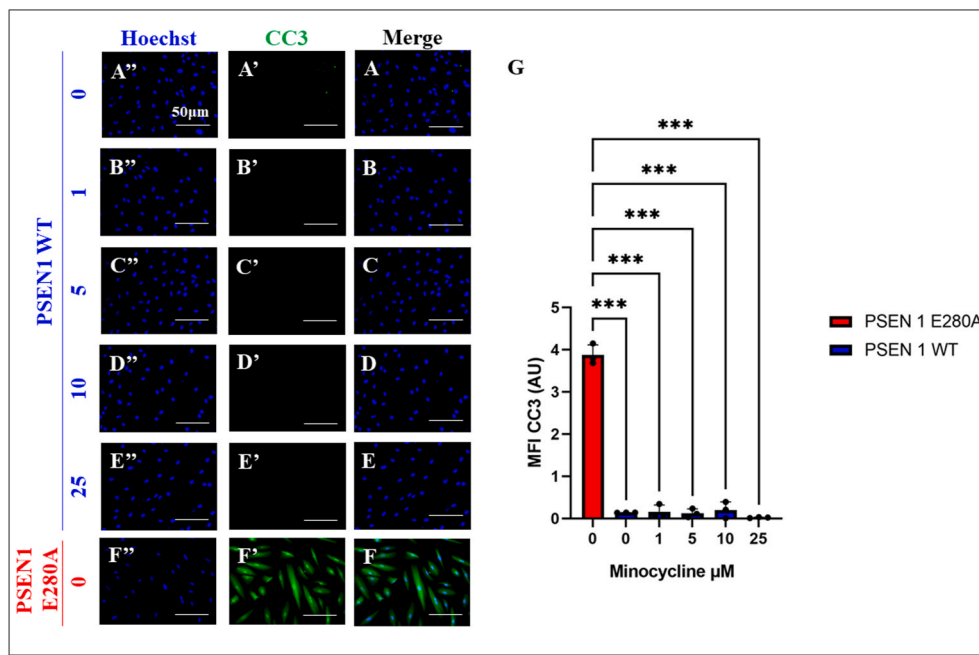 Hoechst CC3 Merge
PSEN1 WT
0 A’’ A’ A
50µm
1 B’’ B’ B
5 C’’ C’ C
10 D’’ D’ D
25 E’’ E’ E
PSEN1
E280A
0 F’’ F’ F
G
***
***
***
***
***
MFI CC3 (AU)
5
4
3
2
1
0
0 0 1 5 10 25
Minocycline µM
PSEN 1 E280A
PSEN 1 WT